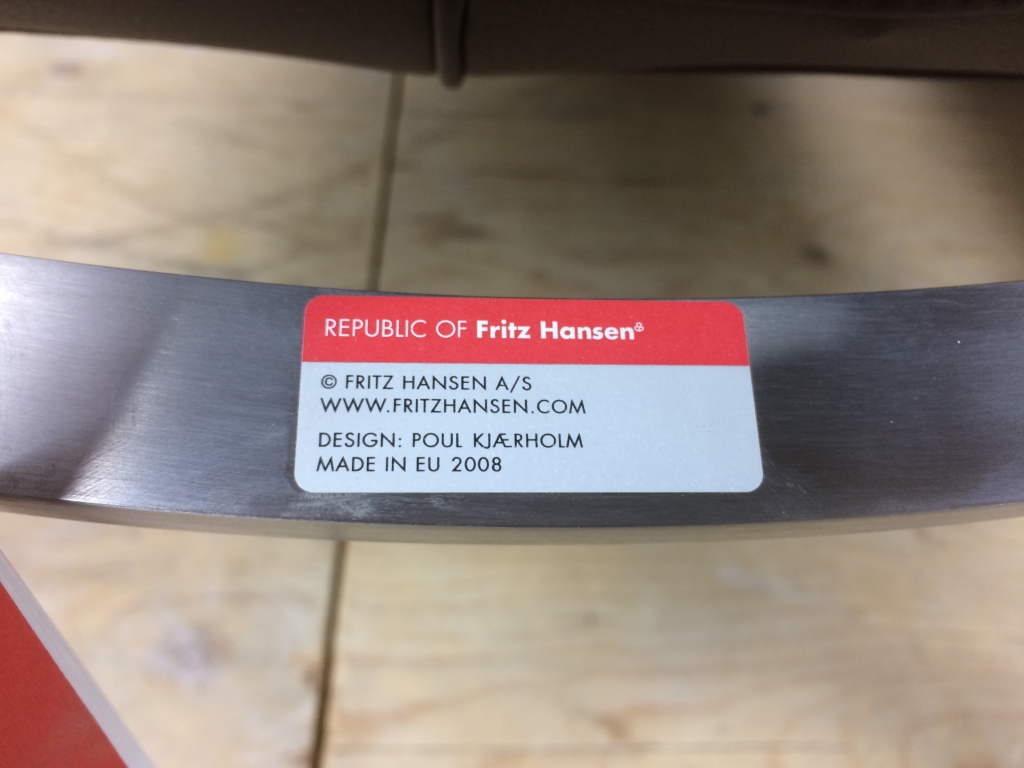 REPUBLIC OF Fritz Hansen
© FRITZ HANSEN A/S
WWW.FRITZHANSEN.COM
DESIGN: POUL KJÆRHOLM
MADE IN EU 2008